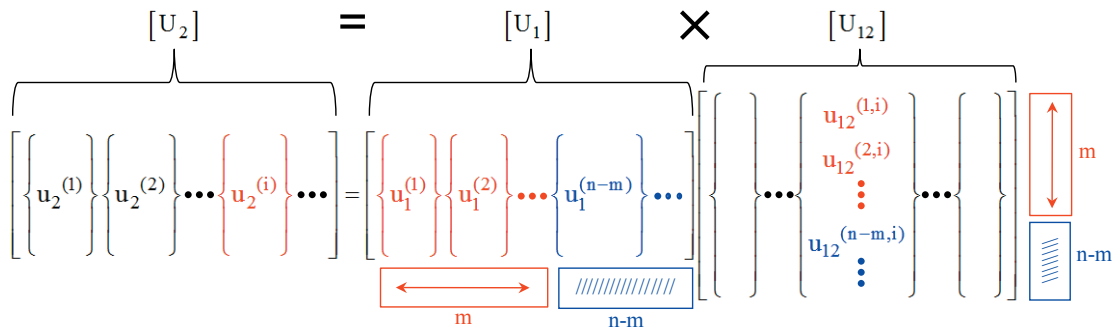 [U₂] = [U₁] × [U₁₂]
u₁₂⁽¹,ⁱ⁾
u₁₂⁽²,ⁱ⁾
m
u₂⁽¹⁾ u₂⁽²⁾ ••• u₂⁽ⁱ⁾ ••• = u₁⁽¹⁾ u₁⁽²⁾ ••• u₁⁽ⁿ⁻ᵐ⁾ ••• ••• •••
u₁₂⁽ⁿ⁻ᵐ,ⁱ⁾
n-m
m
n-m